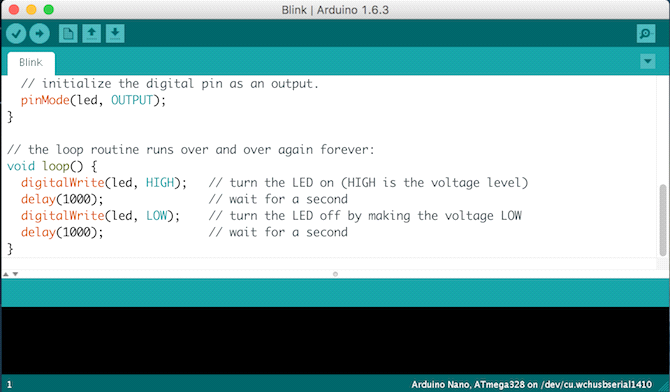 Blink | Arduino 1.6.3
Blink
// initialize the digital pin as an output.
pinMode(led, OUTPUT);
}
// the loop routine runs over and over again forever:
void loop() {
digitalWrite(led, HIGH);   // turn the LED on (HIGH is the voltage level)
delay(1000);               // wait for a second
digitalWrite(led, LOW);    // turn the LED off by making the voltage LOW
delay(1000);               // wait for a second
}
1
Arduino Nano, ATmega328 on /dev/cu.wchusbserial1410